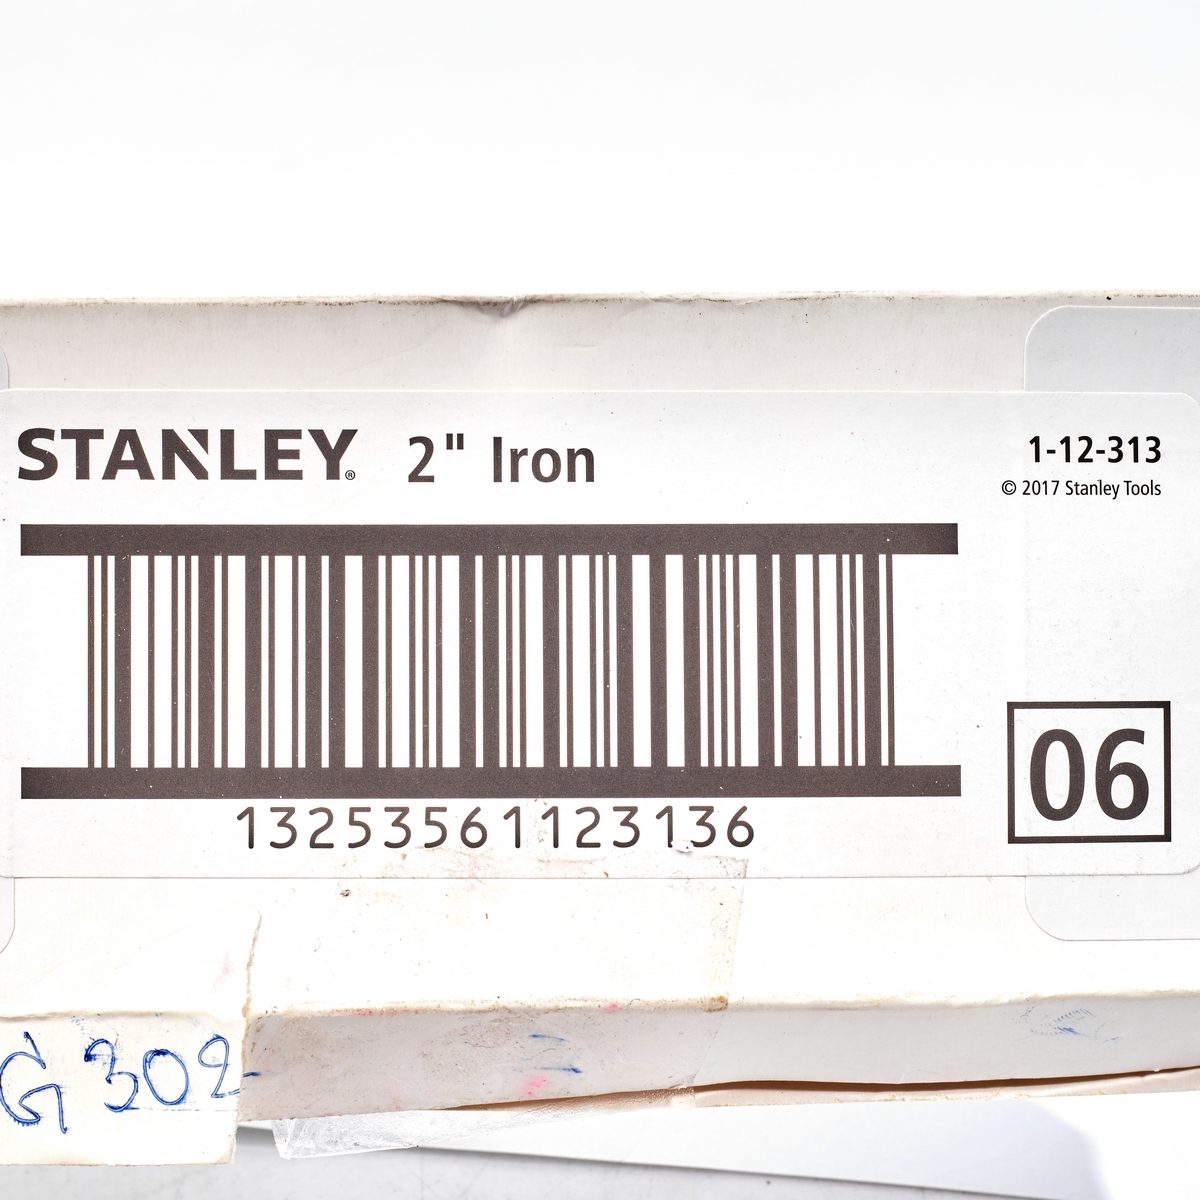 STANLEY® 2" Iron
1-12-313
© 2017 Stanley Tools
06
13253561123136
G 302